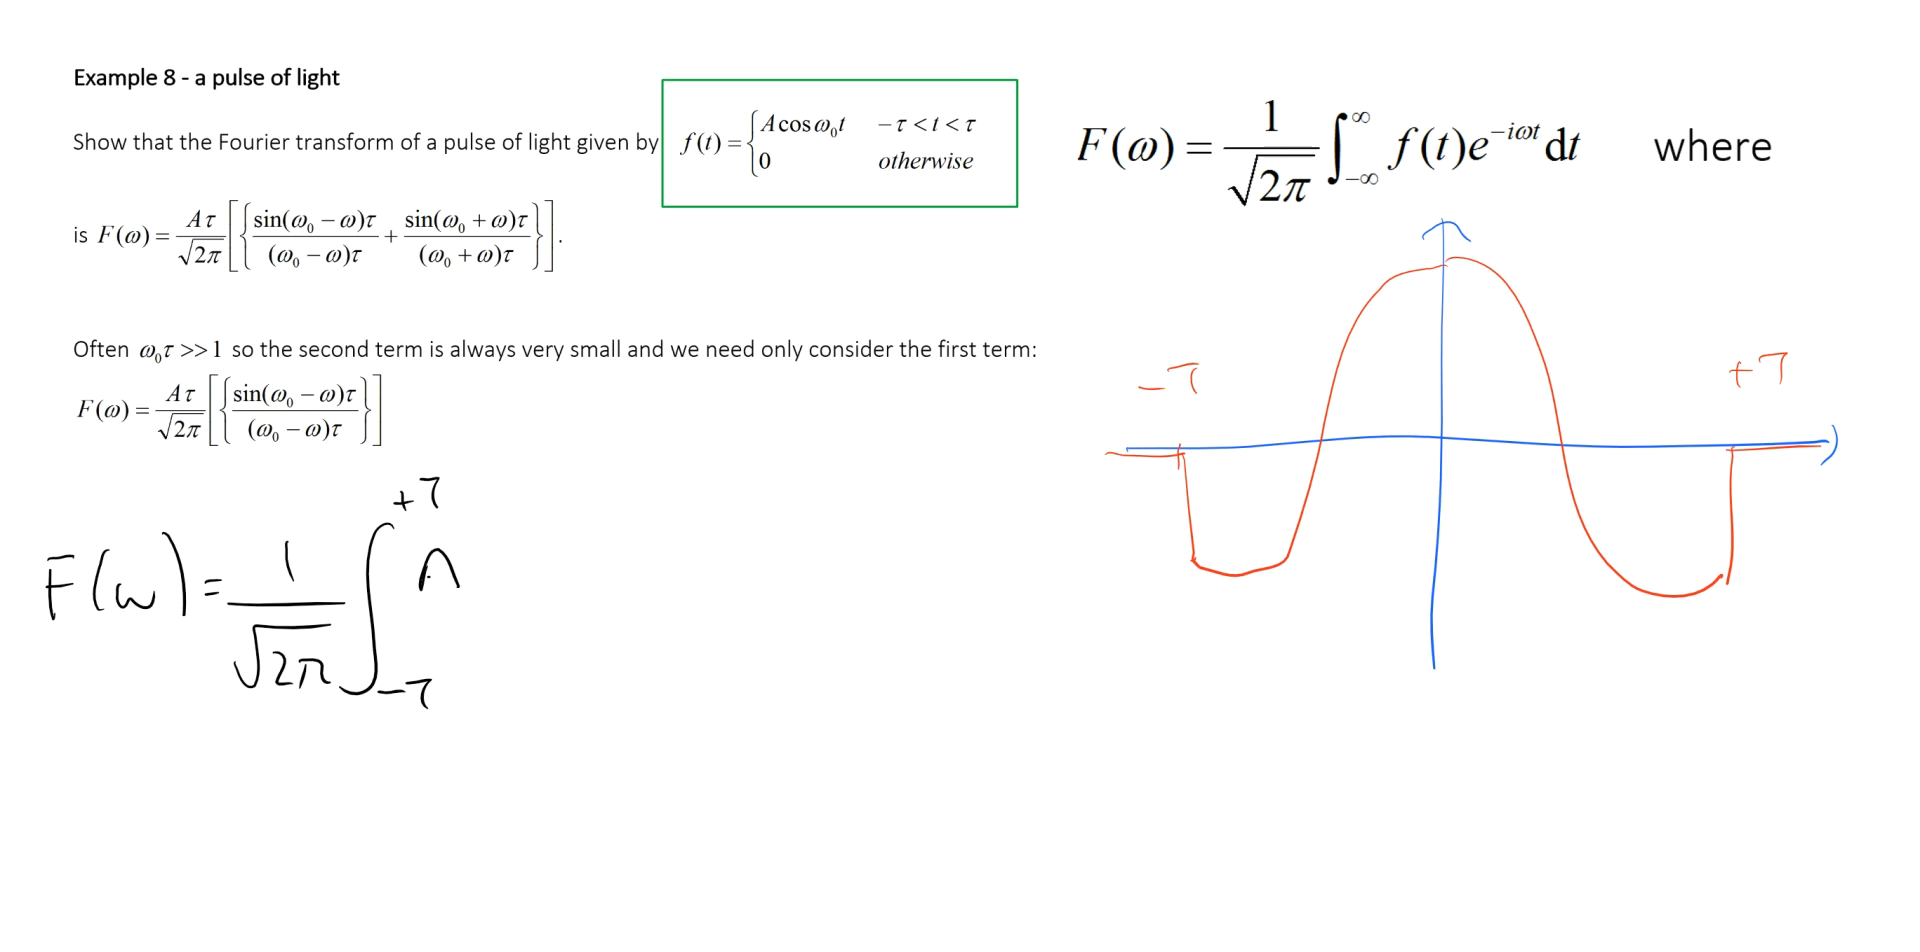 Example 8 - a pulse of light
Show that the Fourier transform of a pulse of light given by f(t) = { A cos ω₀t   −τ < t < τ
0   otherwise
is F(ω) = Aτ/√2π [{ sin(ω₀ − ω)τ / (ω₀ − ω)τ + sin(ω₀ + ω)τ / (ω₀ + ω)τ }].
Often ω₀τ >> 1 so the second term is always very small and we need only consider the first term:
F(ω) = Aτ/√2π [{ sin(ω₀ − ω)τ / (ω₀ − ω)τ }]
F(ω) = 1/√2π ∫₋τ^+τ A
F(ω) = 1/√2π ∫₋∞^∞ f(t)e^−iωt dt   where
−τ
+τ